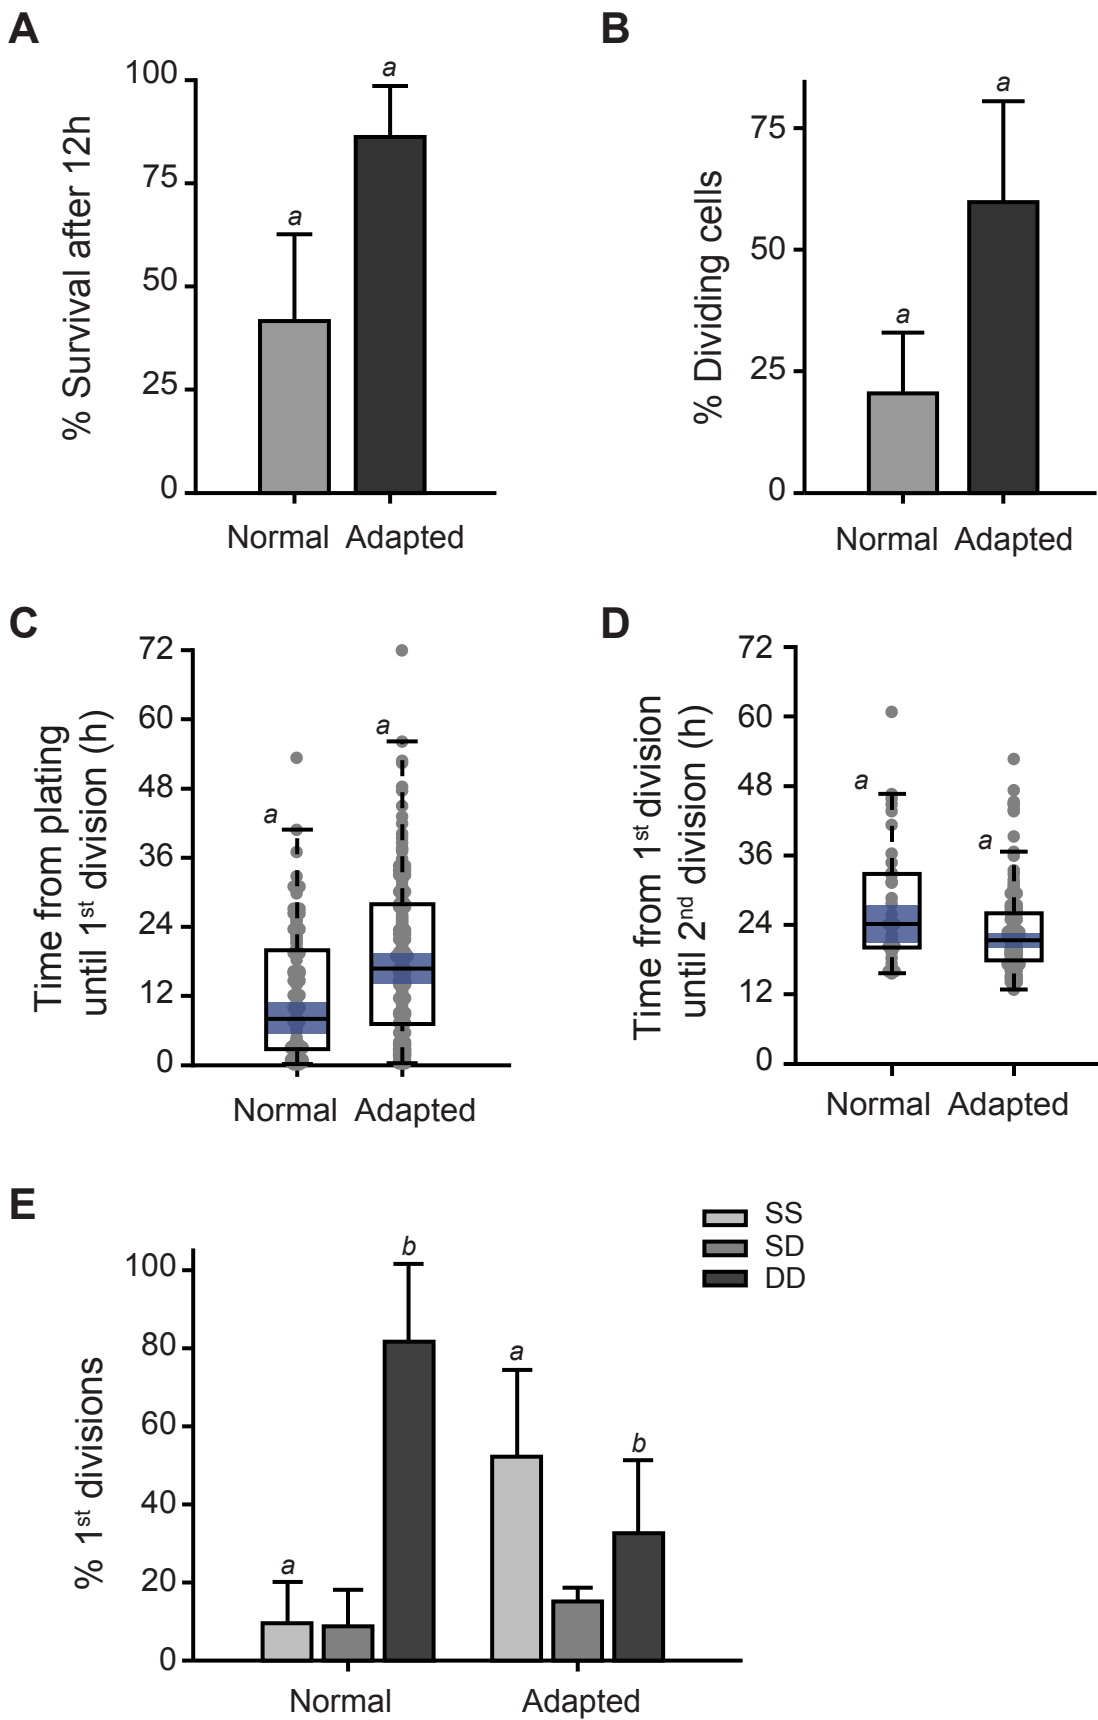 A
% Survival after 12h
100
75
50
25
0
a
a
Normal Adapted
B
% Dividing cells
75
50
25
0
a
a
Normal Adapted
C
Time from plating
until 1st division (h)
72
60
48
36
24
12
0
a
a
Normal Adapted
D
Time from 1st division
until 2nd division (h)
72
60
48
36
24
12
0
a
a
Normal Adapted
E
% 1st divisions
100
80
60
40
20
0
a
b
a
b
Normal Adapted
SS
SD
DD